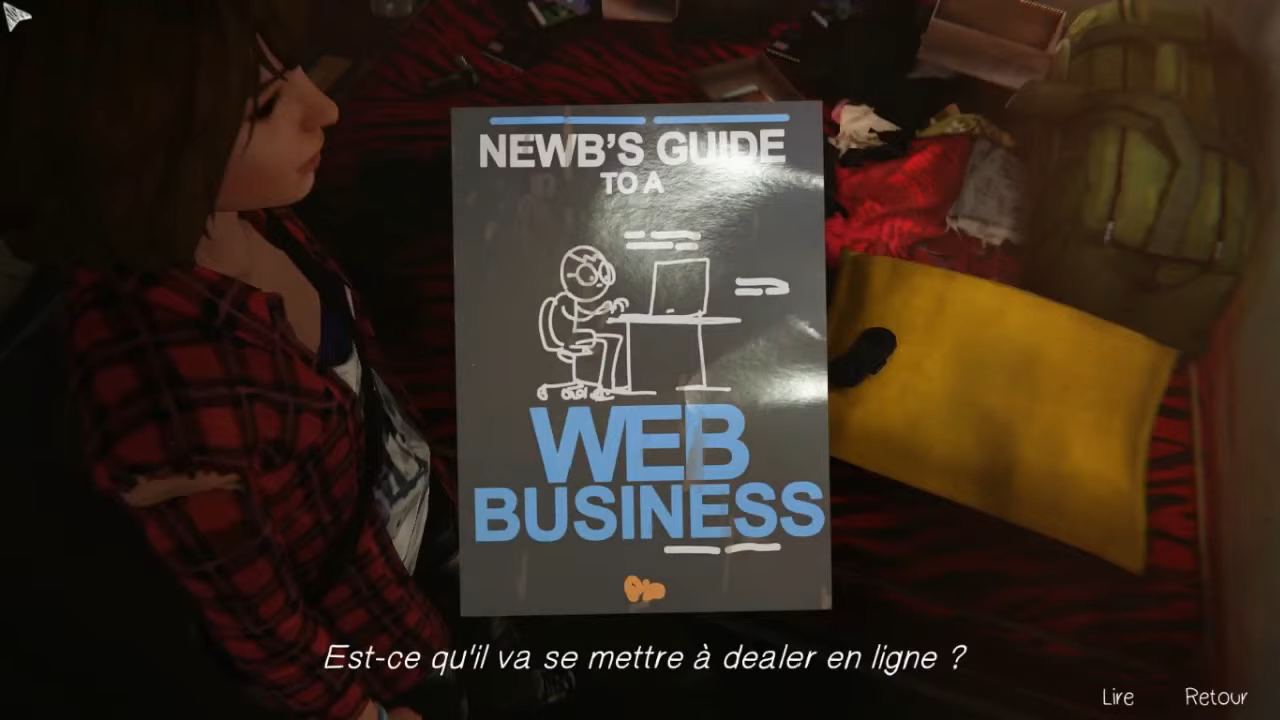 NEWB'S GUIDE
TO A
WEB
BUSINESS
Est-ce qu'il va se mettre à dealer en ligne ?
Lire Retour